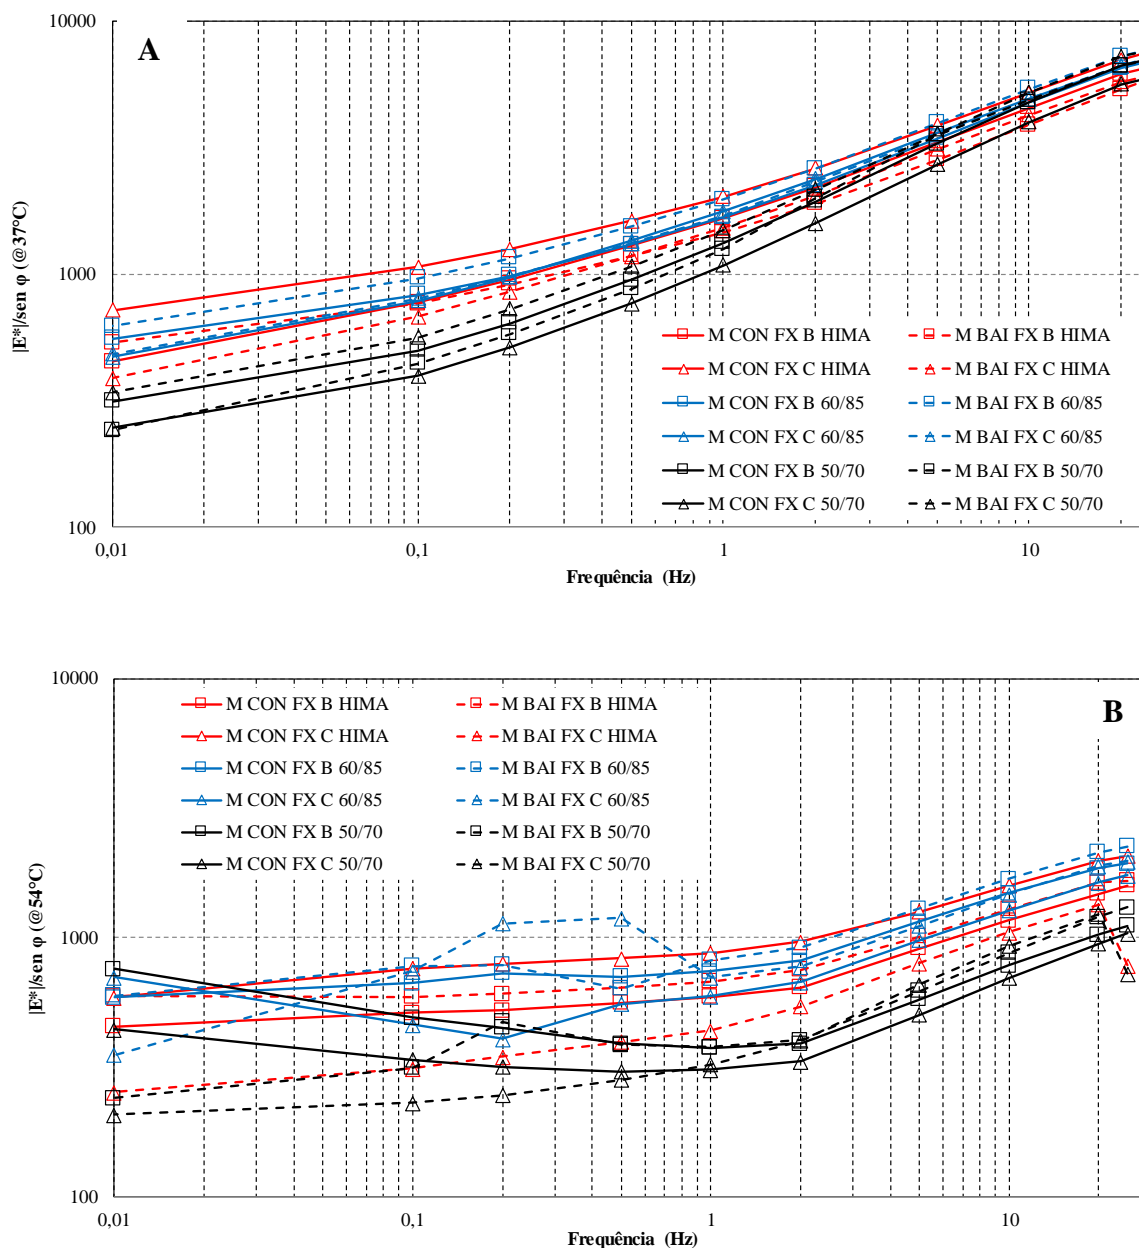 10000
A
1000
|E*|/sen φ (@37°C)
M CON FX B HIMA
M BAI FX B HIMA
M CON FX C HIMA
M BAI FX C HIMA
M CON FX B 60/85
M BAI FX B 60/85
M CON FX C 60/85
M BAI FX C 60/85
M CON FX B 50/70
M BAI FX B 50/70
M CON FX C 50/70
M BAI FX C 50/70
100
0,01
0,1
1
10
Frequência (Hz)
10000
B
M CON FX B HIMA
M BAI FX B HIMA
M CON FX C HIMA
M BAI FX C HIMA
M CON FX B 60/85
M BAI FX B 60/85
M CON FX C 60/85
M BAI FX C 60/85
M CON FX B 50/70
M BAI FX B 50/70
M CON FX C 50/70
M BAI FX C 50/70
1000
|E*|/sen φ (@54°C)
100
0,01
0,1
1
10
Frequência (Hz)